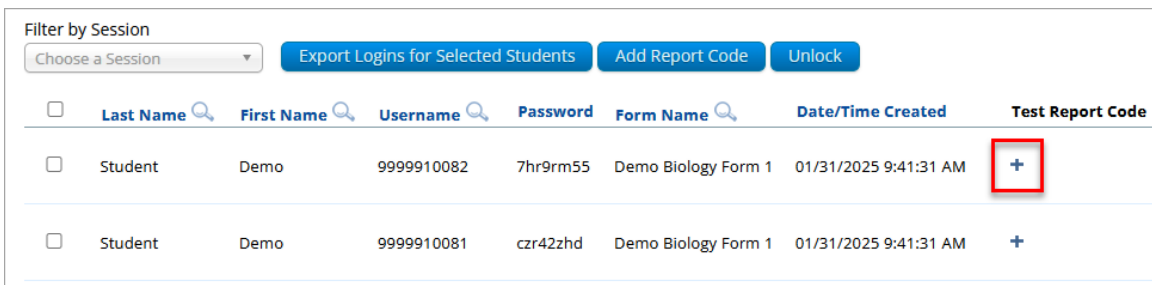 Filter by Session
Choose a Session Export Logins for Selected Students Add Report Code Unlock
Last Name First Name Username Password Form Name Date/Time Created Test Report Code
Student Demo 9999910082 7hr9rm55 Demo Biology Form 1 01/31/2025 9:41:31 AM +
Student Demo 9999910081 czr42zhd Demo Biology Form 1 01/31/2025 9:41:31 AM +